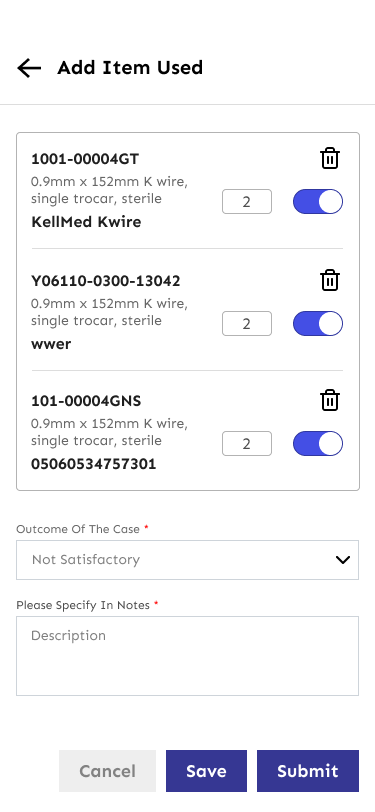 Add Item Used
1001-00004GT
0.9mm x 152mm K wire,
single trocar, sterile
2
KellMed Kwire
Y06110-0300-13042
0.9mm x 152mm K wire,
single trocar, sterile
2
wwer
101-00004GNS
0.9mm x 152mm K wire,
single trocar, sterile
2
05060534757301
Outcome Of The Case *
Not Satisfactory
Please Specify In Notes *
Description
Cancel Save Submit